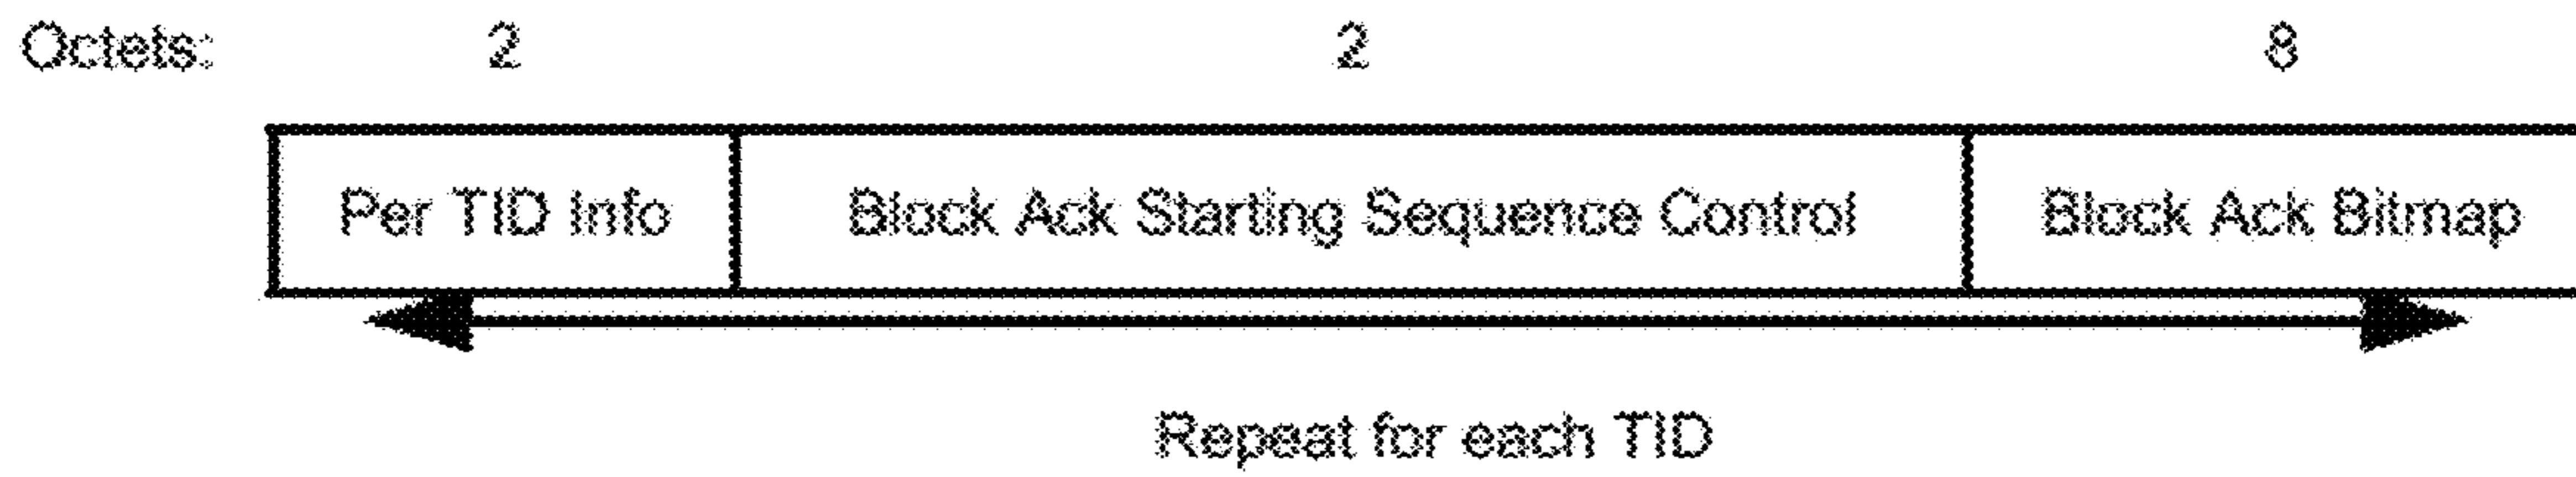 Octets: 2 2 8
Per TID Info Block Ack Starting Sequence Control Block Ack Bitmap
Repeat for each TID